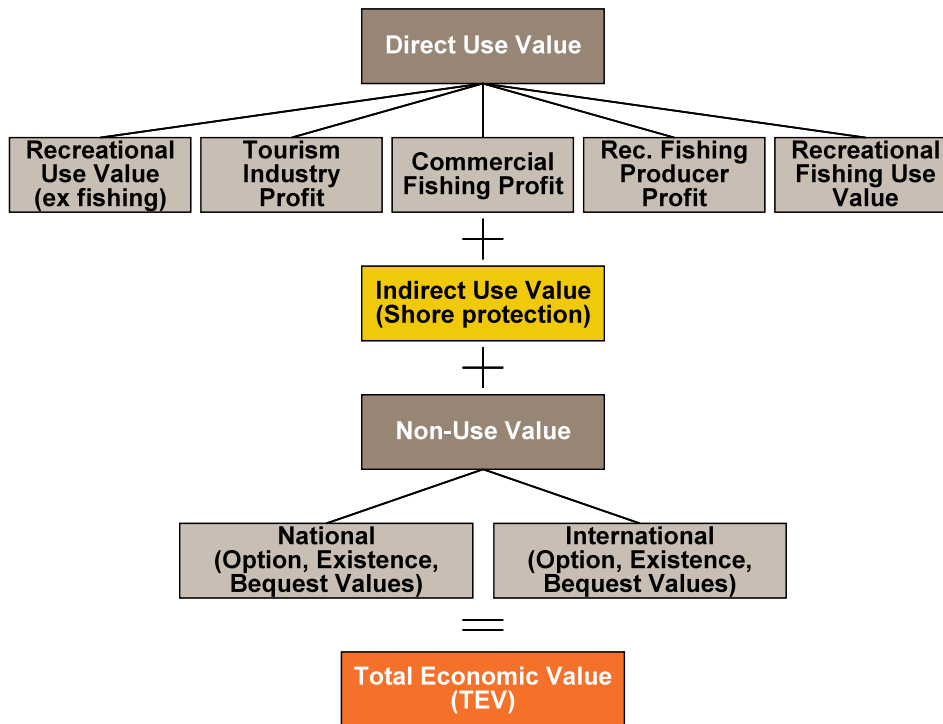 Direct Use Value
Recreational
Use Value
(ex fishing)
Tourism
Industry
Profit
Commercial
Fishing Profit
Rec. Fishing
Producer
Profit
Recreational
Fishing Use
Value
+
Indirect Use Value
(Shore protection)
+
Non-Use Value
National
(Option, Existence,
Bequest Values)
International
(Option, Existence,
Bequest Values)
=
Total Economic Value
(TEV)